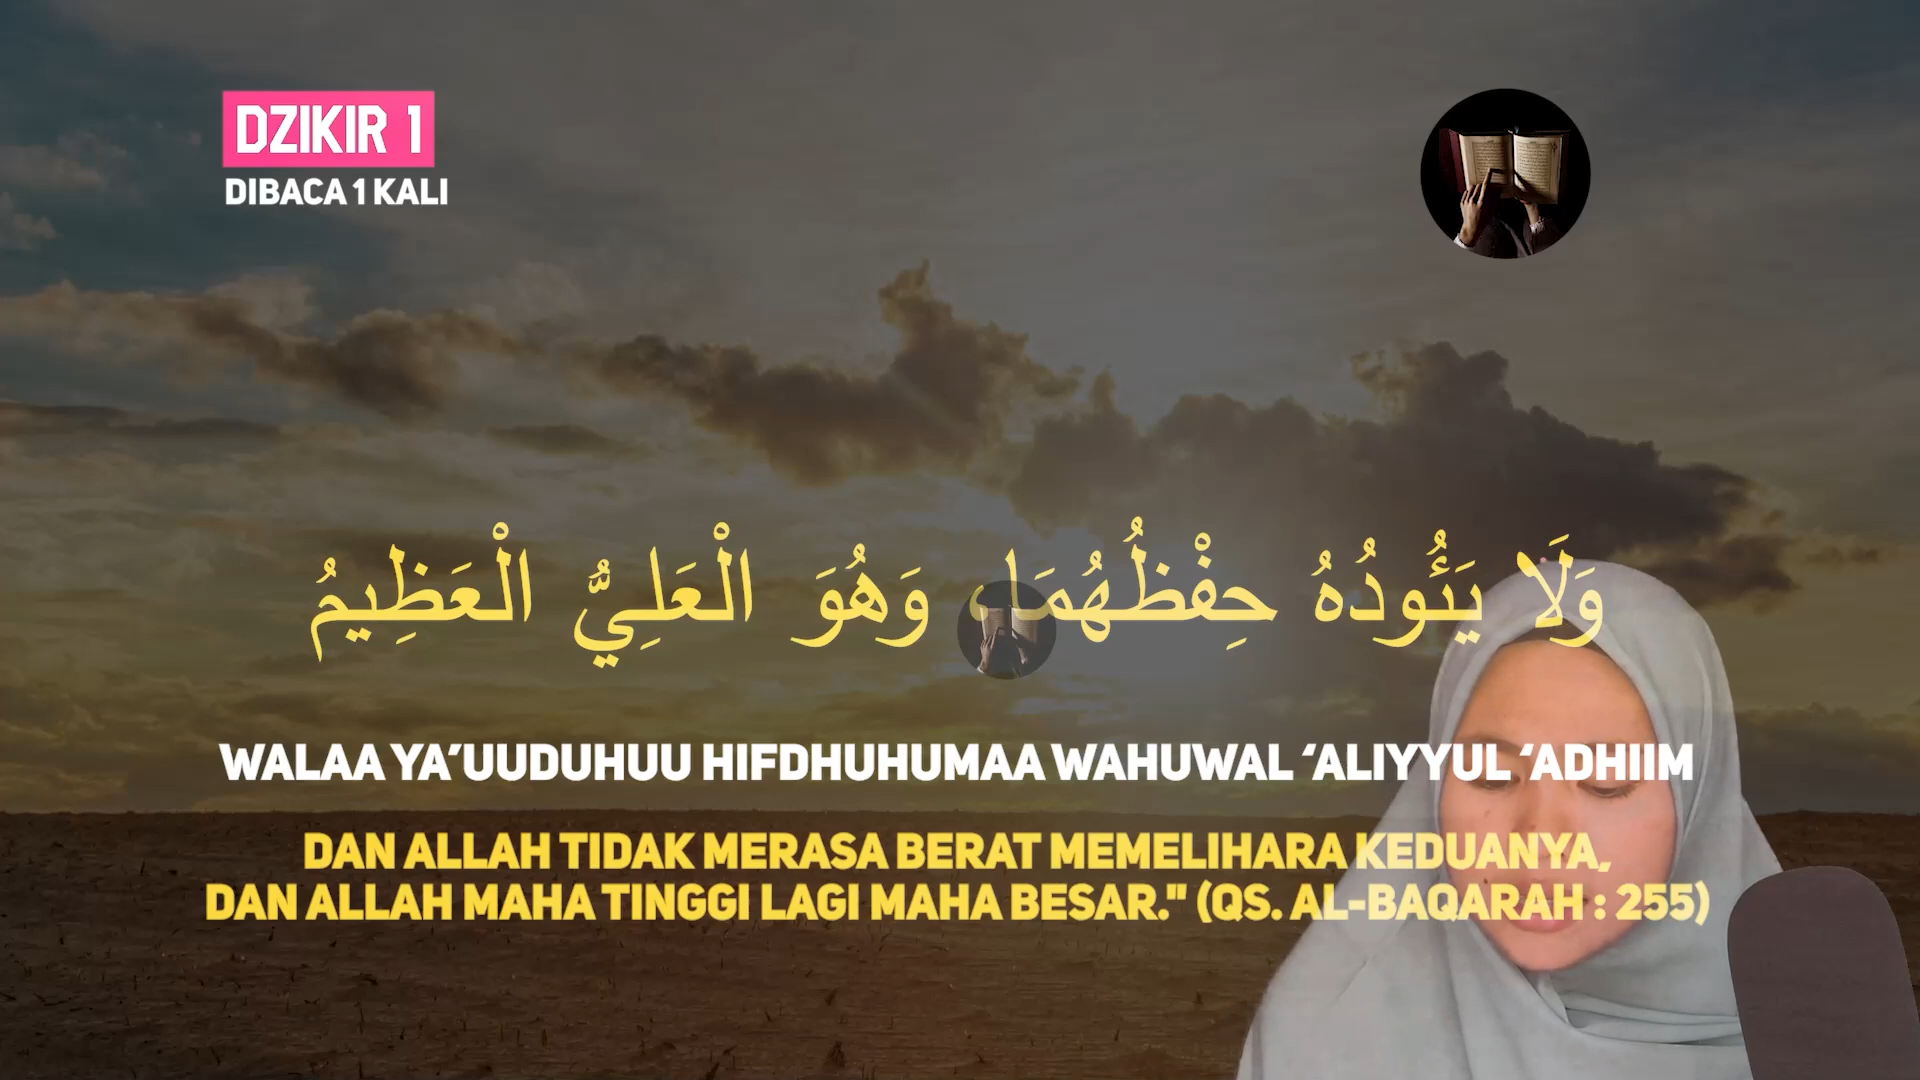 DZIKIR 1
DIBACA 1 KALI
وَلَا يَـُٔودُهُ حِفْظُهُمَا، وَهُوَ الْعَلِيُّ الْعَظِيمُ
WALAA YA’UUDUHUU HIFDHUHUMAA WAHUWAL ‘ALIYYUL ‘ADHIIM
DAN ALLAH TIDAK MERASA BERAT MEMELIHARA KEDUANYA,
DAN ALLAH MAHA TINGGI LAGI MAHA BESAR." (QS. AL-BAQARAH : 255)